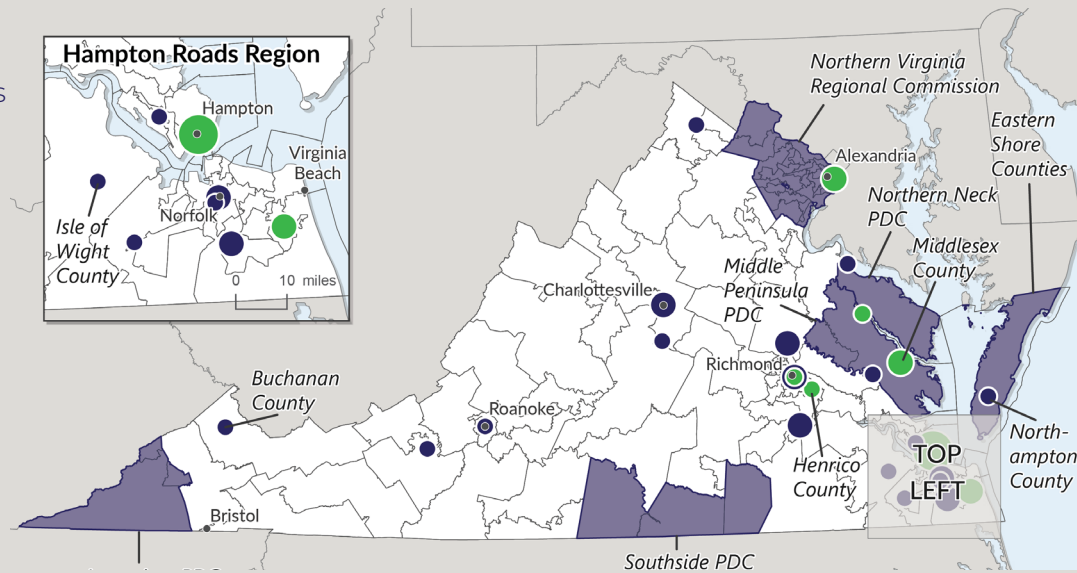 s
Hampton Roads Region
Hampton
Virginia
Beach
Norfolk
Isle of
Wight
County
0 10 miles
Northern Virginia
Regional Commission
Eastern
Shore
Counties
Alexandria
Northern Neck
PDC
Middlesex
County
Middle
Peninsula
PDC
Charlottesville
Richmond
Buchanan
County
Roanoke
Henrico
County
TOP
LEFT
North-
ampton
County
Bristol
Southside PDC